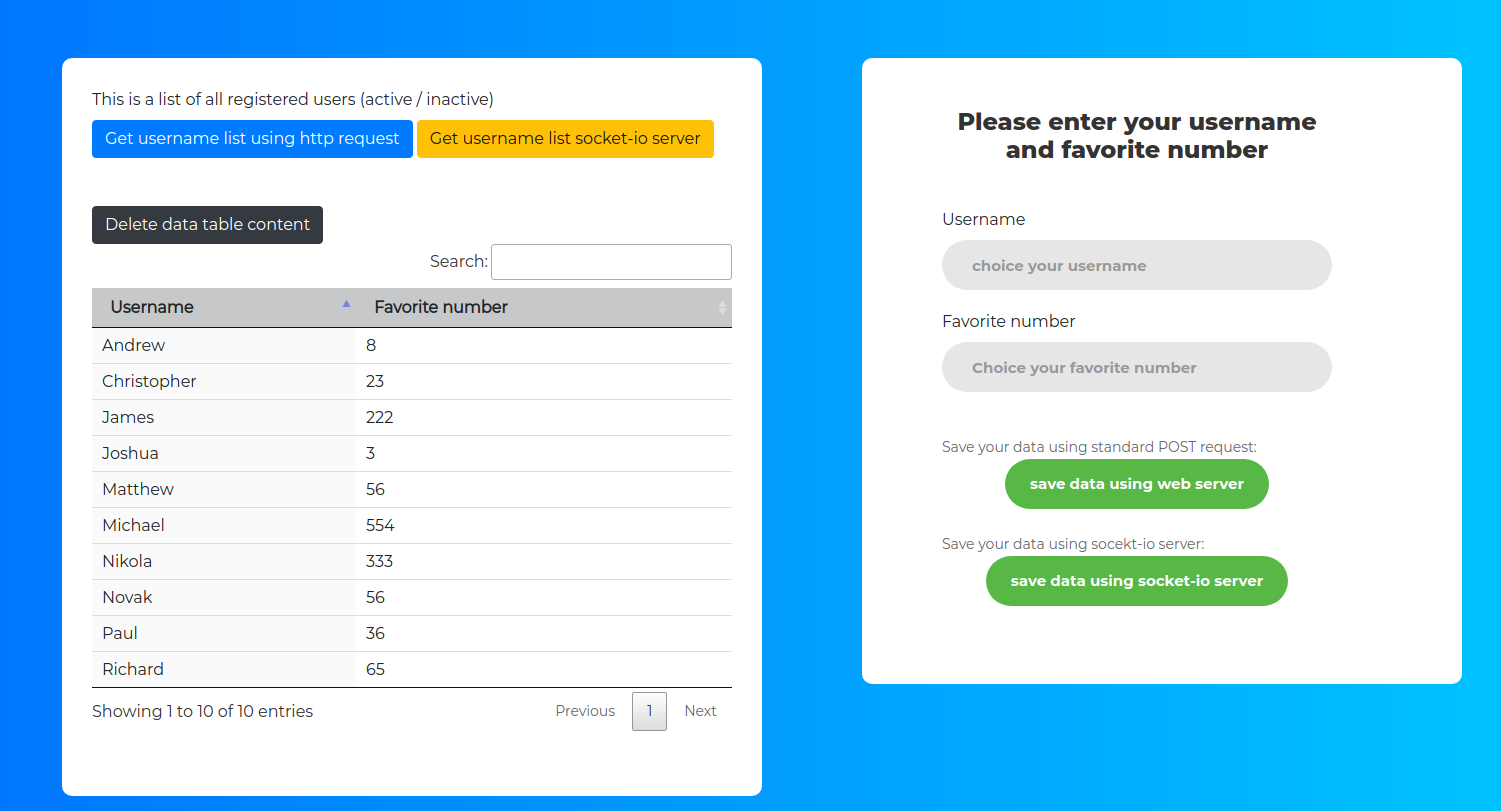 This is a list of all registered users (active / inactive)
Get username list using http request Get username list socket-io server
Delete data table content
Search:
Username Favorite number
Andrew 8
Christopher 23
James 222
Joshua 3
Matthew 56
Michael 554
Nikola 333
Novak 56
Paul 36
Richard 65
Showing 1 to 10 of 10 entries Previous 1 Next
Please enter your username
and favorite number
Username
choice your username
Favorite number
Choice your favorite number
Save your data using standard POST request:
save data using web server
Save your data using socekt-io server:
save data using socket-io server